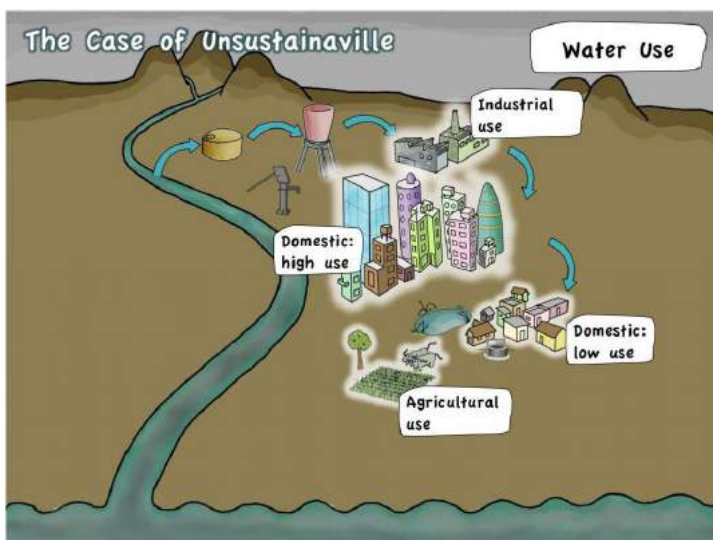 The Case of Unsustainaville
Water Use
Industrial
use
Domestic:
high use
Domestic:
low use
Agricultural
use